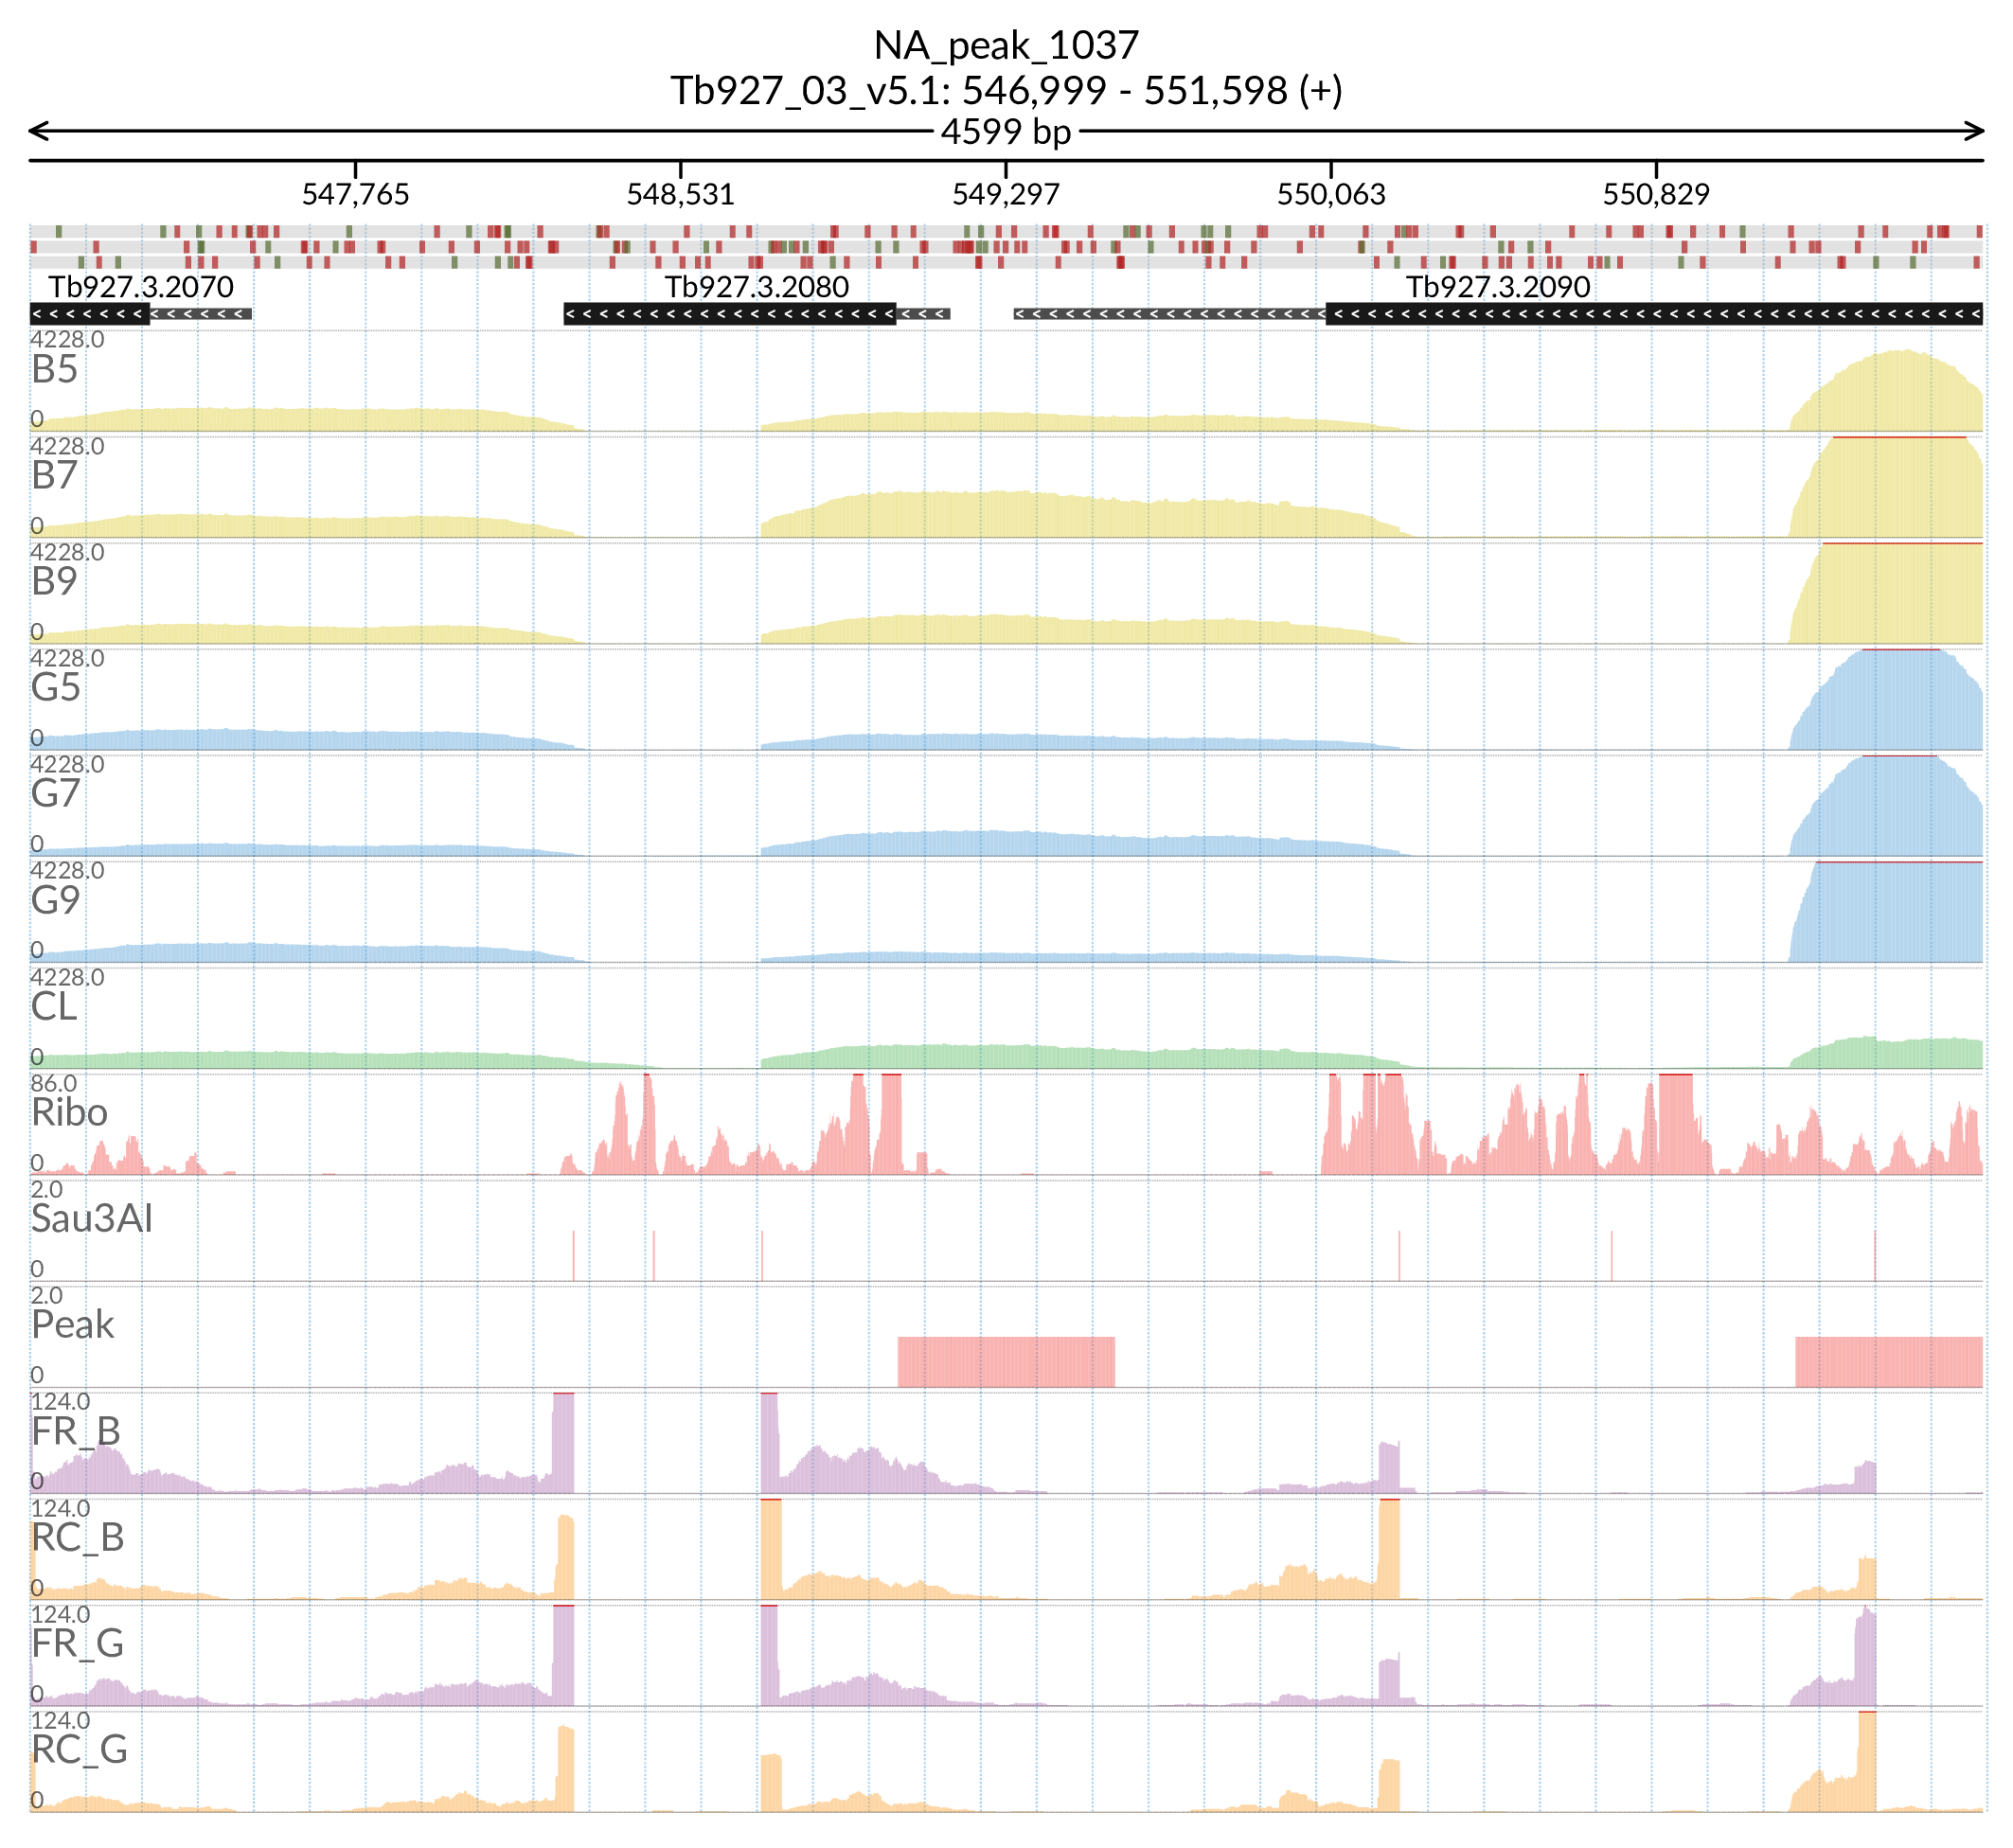 NA_peak_1037
Tb927_03_v5.1: 546,999 - 551,598 (+)
4599 bp
547,765 548,531 549,297 550,063 550,829
Tb927.3.2070 Tb927.3.2080 Tb927.3.2090
4228.0
B5
0
4228.0
B7
0
4228.0
B9
0
4228.0
G5
0
4228.0
G7
0
4228.0
G9
0
4228.0
CL
0
86.0
Ribo
0
2.0
Sau3AI
0
2.0
Peak
0
124.0
FR_B
0
124.0
RC_B
0
124.0
FR_G
0
124.0
RC_G
0